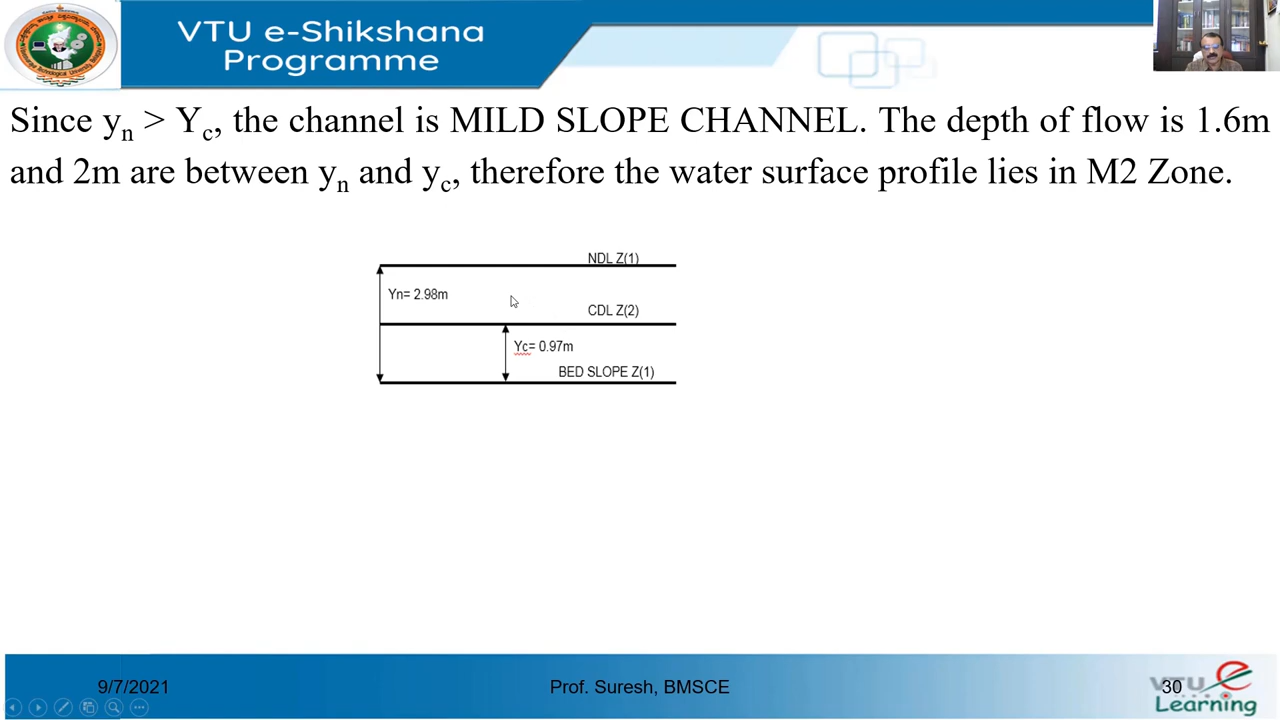 VTU e-Shikshana
Programme
Since yn > Yc, the channel is MILD SLOPE CHANNEL. The depth of flow is 1.6m
and 2m are between yn and yc, therefore the water surface profile lies in M2 Zone.
NDL Z(1)
Yn= 2.98m
CDL Z(2)
Yc= 0.97m
BED SLOPE Z(1)
9/7/2021
Prof. Suresh, BMSCE
30
VTU e
Learning